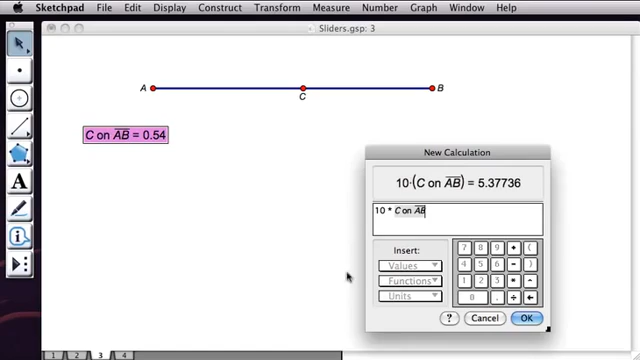 Sketchpad File Edit Display Construct Transform Measure Number Graph Window Help
Sliders.gsp: 3
A B
C
C on AB = 0.54
New Calculation
10·(C on AB) = 5.37736
10 * C on AB
Insert:
Values
Functions
Units
7 8 9 + (
4 5 6 - )
1 2 3 * ^
0 . ÷ ←
? Cancel OK
A
i
1 2 3 4